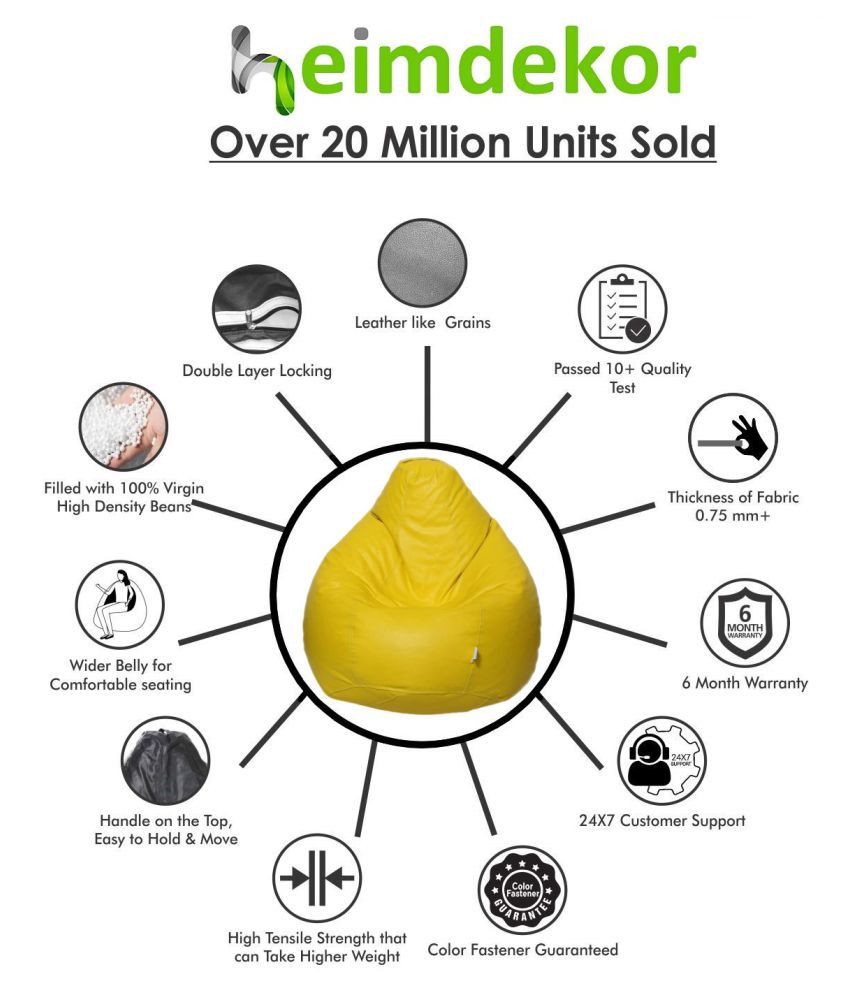 heimdekor
Over 20 Million Units Sold
Leather like Grains
Double Layer Locking
Passed 10+ Quality
Test
Filled with 100% Virgin
High Density Beans
Thickness of Fabric
0.75 mm+
Wider Belly for
Comfortable seating
6
MONTH
WARRANTY
6 Month Warranty
Handle on the Top,
Easy to Hold & Move
24X7
SUPPORT
24X7 Customer Support
High Tensile Strength that
can Take Higher Weight
Color
Fastener
GUARANTEE
Color Fastener Guaranteed